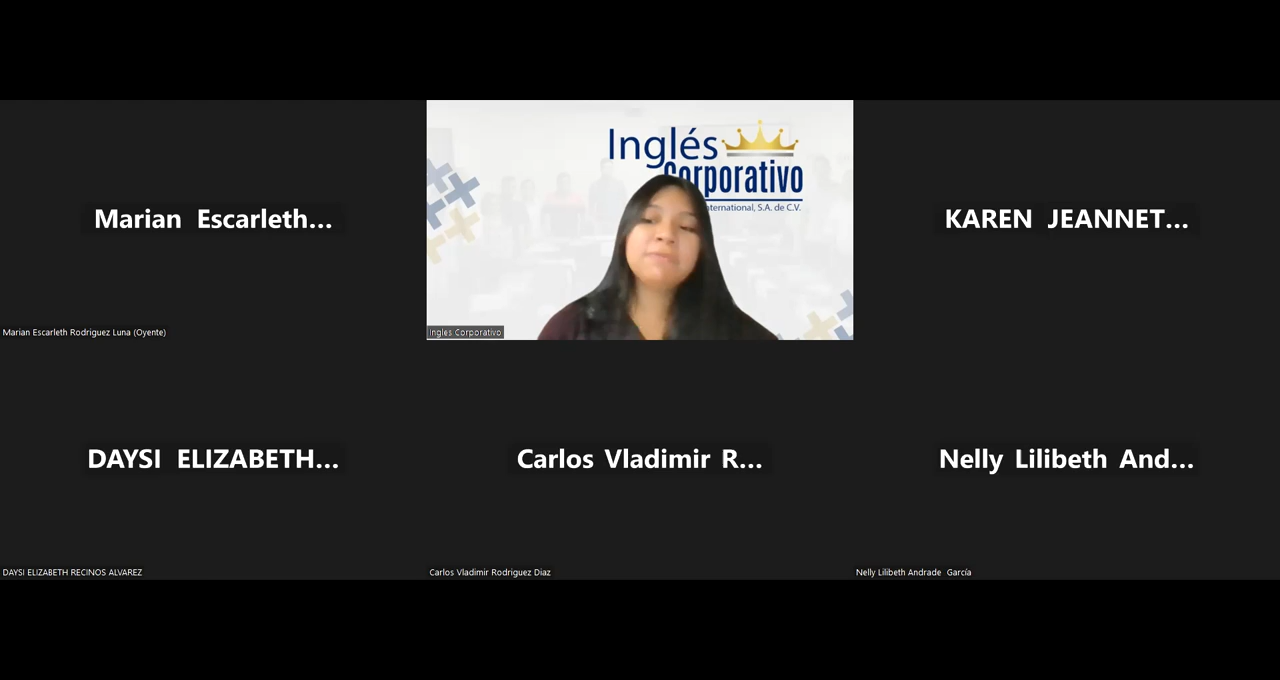 Marian Escarleth...
Marian Escarleth Rodriguez Luna (Oyente)
Inglés
Corporativo
ternational, S.A. de C.V.
Ingles Corporativo
KAREN JEANNET...
DAYSI ELIZABETH...
DAYSI ELIZABETH RECINOS ALVAREZ
Carlos Vladimir R...
Carlos Vladimir Rodriguez Diaz
Nelly Lilibeth And...
Nelly Lilibeth Andrade García